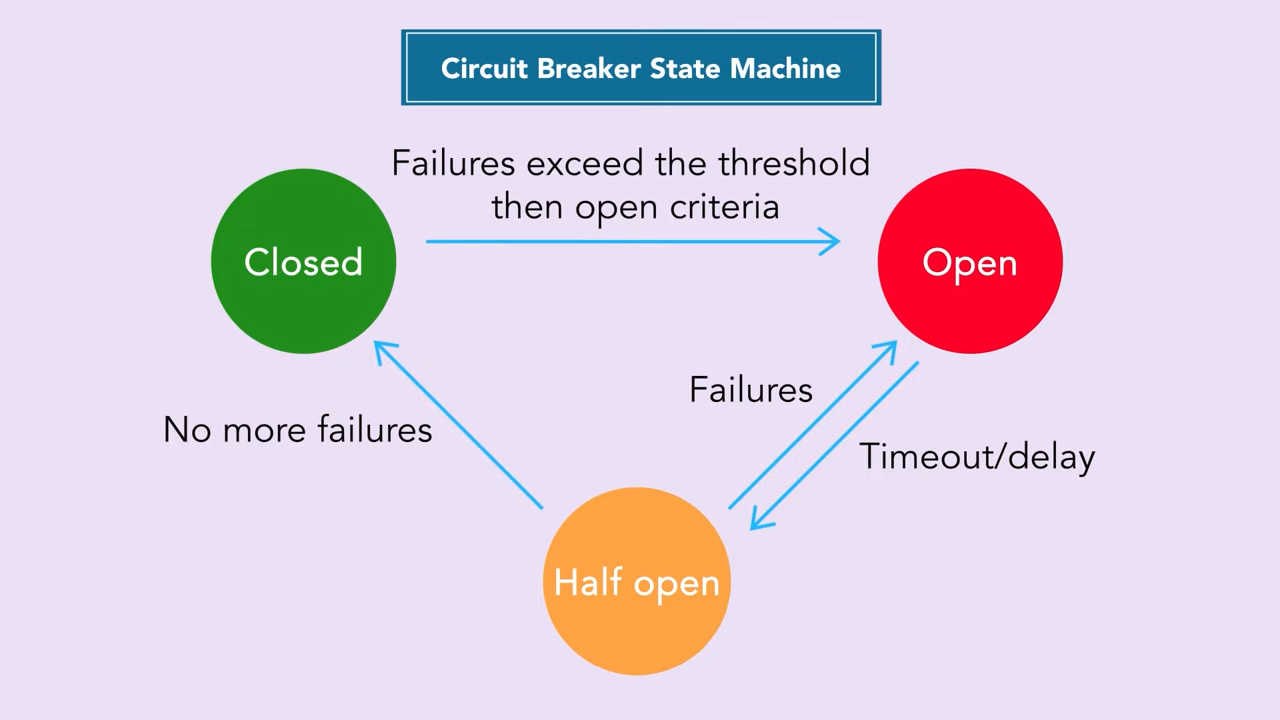 Circuit Breaker State Machine
Failures exceed the threshold
then open criteria
Closed
Open
Failures
No more failures
Timeout/delay
Half open